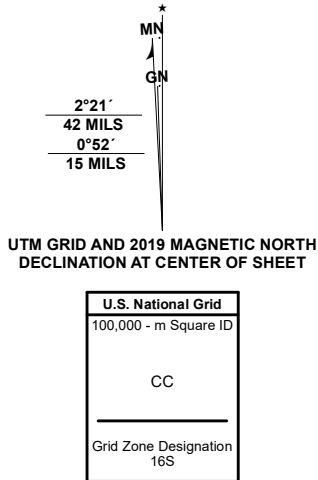 ★
MN
GN
2°21´
42 MILS
0°52´
15 MILS
UTM GRID AND 2019 MAGNETIC NORTH
DECLINATION AT CENTER OF SHEET
U.S. National Grid
100,000 - m Square ID
CC
Grid Zone Designation
16S